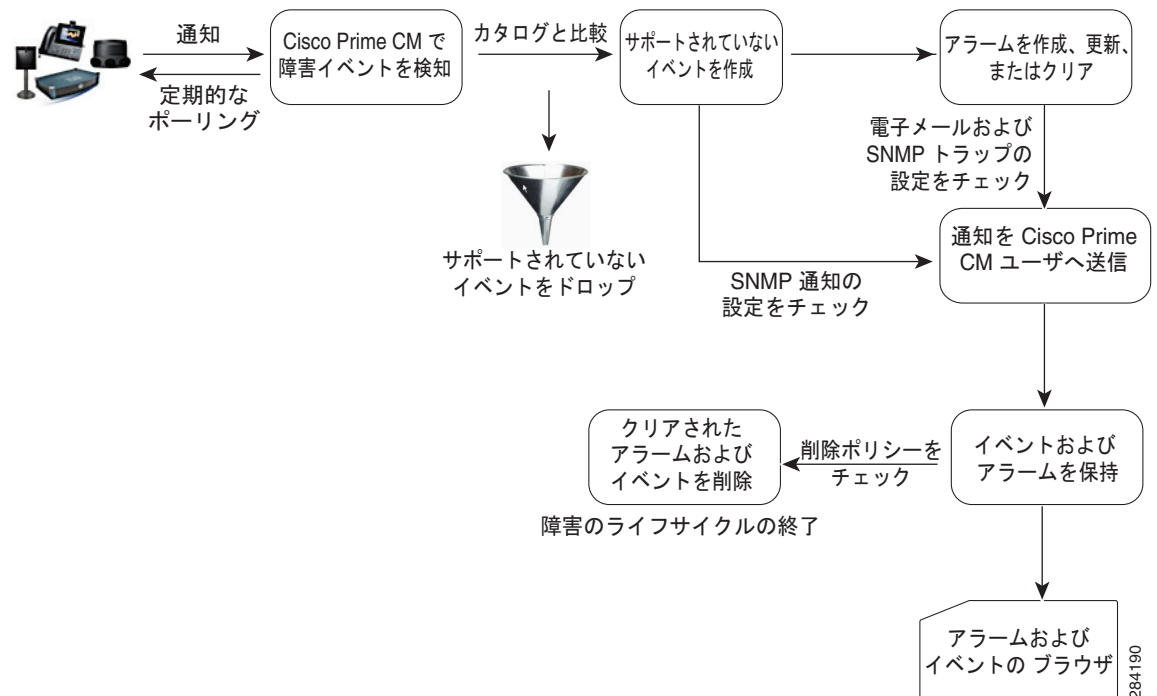 通知
定期的な
ポーリング
Cisco Prime CM で
障害イベントを検知
カタログと比較
サポートされていない
イベントを作成
アラームを作成、更新、
またはクリア
サポートされていない
イベントをドロップ
電子メールおよび
SNMP トラップの
設定をチェック
SNMP 通知の
設定をチェック
通知を Cisco Prime
CM ユーザへ送信
クリアされた
アラームおよび
イベントを削除
削除ポリシーを
チェック
イベントおよび
アラームを保持
障害のライフサイクルの終了
アラームおよび
イベントの ブラウザ
284190